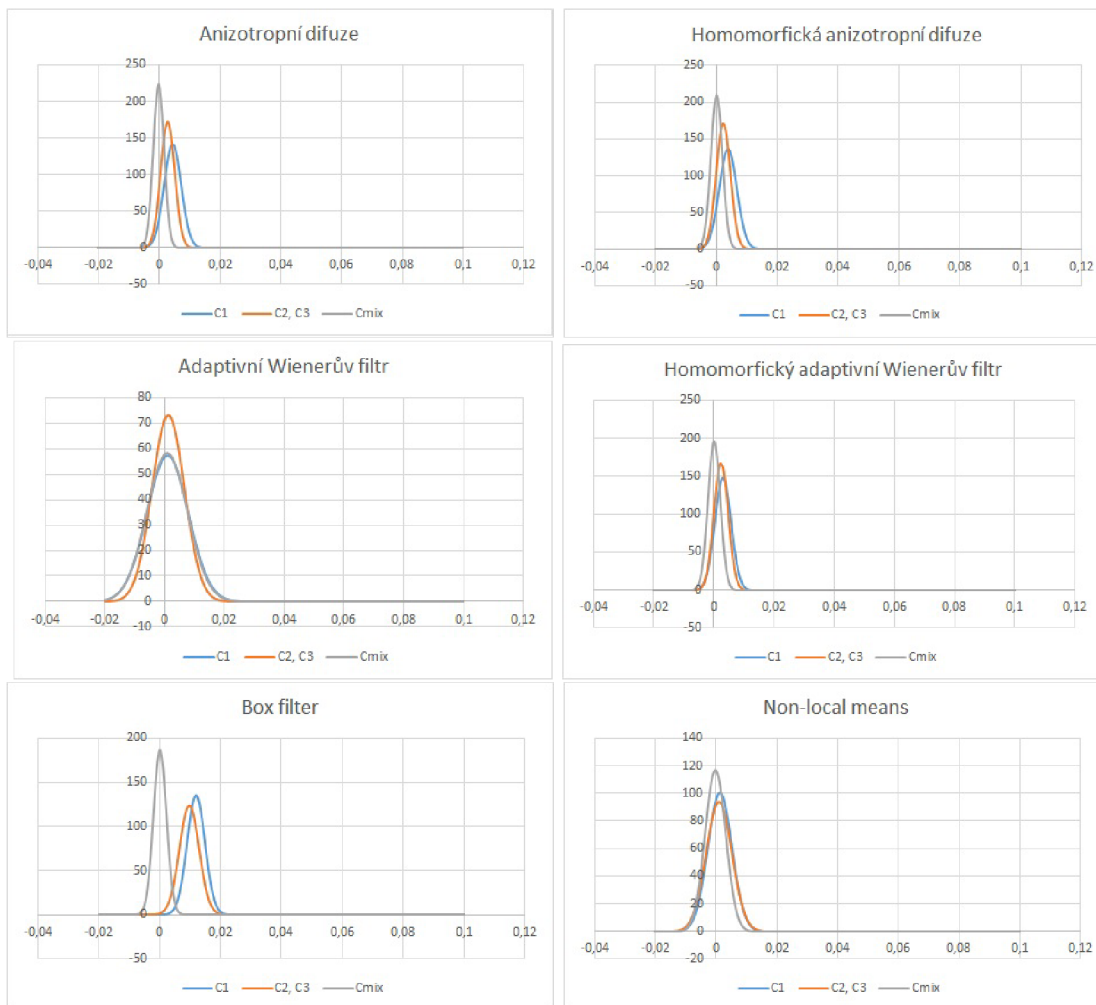 Anizotropní difuze
250
200
150
100
50
0
-50
-0,04 -0,02 0 0,02 0,04 0,06 0,08 0,1 0,12
C1 C2, C3 Cmix
Homomorfická anizotropní difuze
250
200
150
100
50
0
-50
-0,04 -0,02 0 0,02 0,04 0,06 0,08 0,1 0,12
C1 C2, C3 Cmix
Adaptivní Wienerův filtr
80
70
60
50
40
30
20
10
0
-10
-0,04 -0,02 0 0,02 0,04 0,06 0,08 0,1 0,12
C1 C2, C3 Cmix
Homomorfický adaptivní Wienerův filtr
250
200
150
100
50
0
-50
-0,04 -0,02 0 0,02 0,04 0,06 0,08 0,1 0,12
C1 C2, C3 Cmix
Box filter
200
150
100
50
0
-50
-0,04 -0,02 0 0,02 0,04 0,06 0,08 0,1 0,12
C1 C2, C3 Cmix
Non-local means
140
120
100
80
60
40
20
0
-20
-0,04 -0,02 0 0,02 0,04 0,06 0,08 0,1 0,12
C1 C2, C3 Cmix